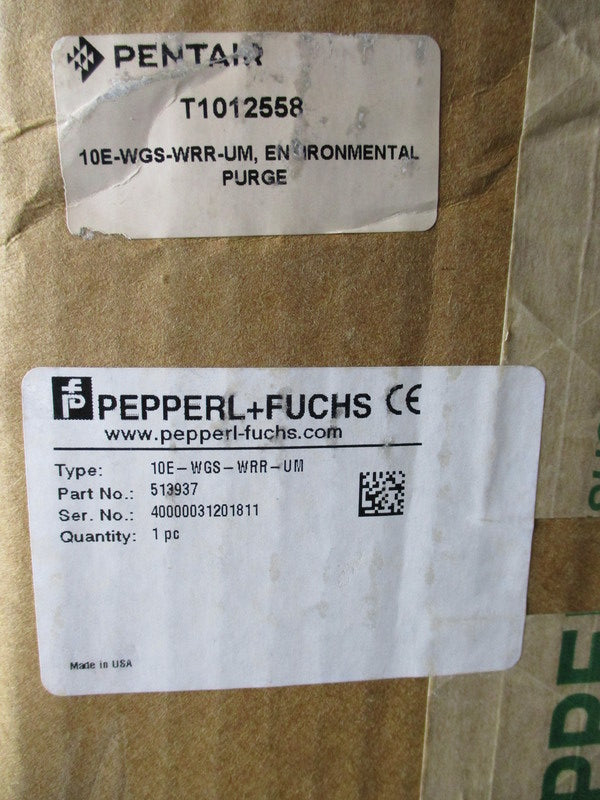 PENTAIR
T1012558
10E-WGS-WRR-UM, ENVIRONMENTAL
PURGE
PEPPERL+FUCHS CE
www.pepperl-fuchs.com
Type: 10E-WGS-WRR-UM
Part No.: 513937
Ser. No.: 40000031201811
Quantity: 1 pc
Made in USA
PPE